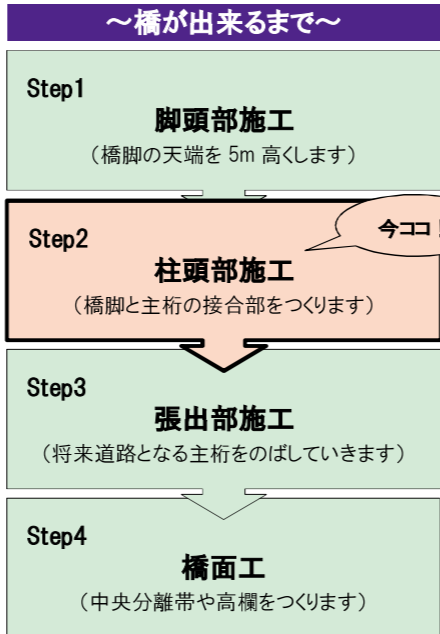 ～橋が出来るまで～
Step1
脚頭部施工
（橋脚の天端を 5m 高くします）
今ココ！
Step2
柱頭部施工
（橋脚と主桁の接合部をつくります）
Step3
張出部施工
（将来道路となる主桁をのばしていきます）
Step4
橋面工
（中央分離帯や高欄をつくります）